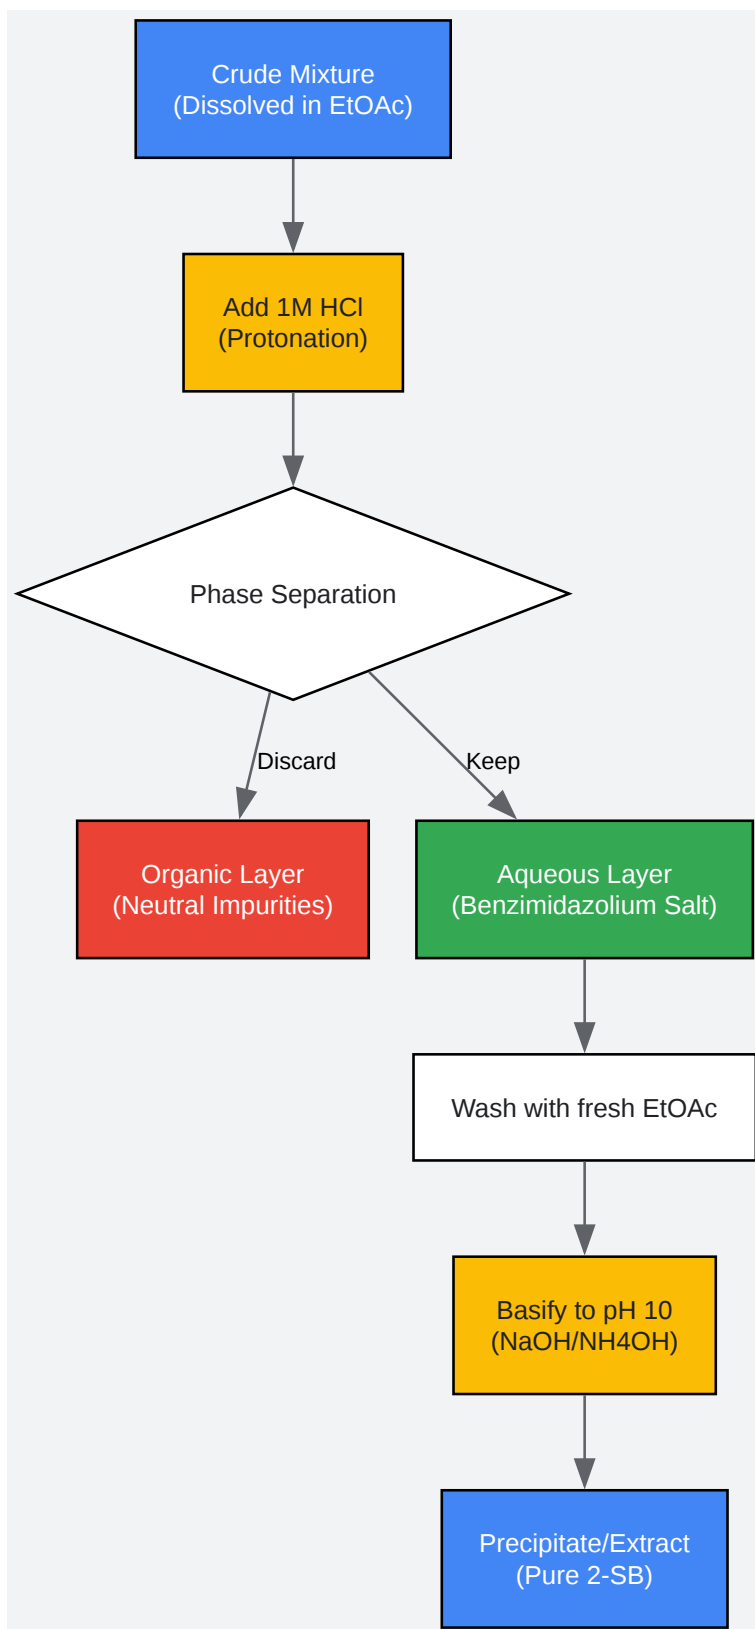 Crude Mixture
(Dissolved in EtOAc)
Add 1M HCl
(Protonation)
Phase Separation
Discard
Keep
Organic Layer
(Neutral Impurities)
Aqueous Layer
(Benzimidazolium Salt)
Wash with fresh EtOAc
Basify to pH 10
(NaOH/NH4OH)
Precipitate/Extract
(Pure 2-SB)